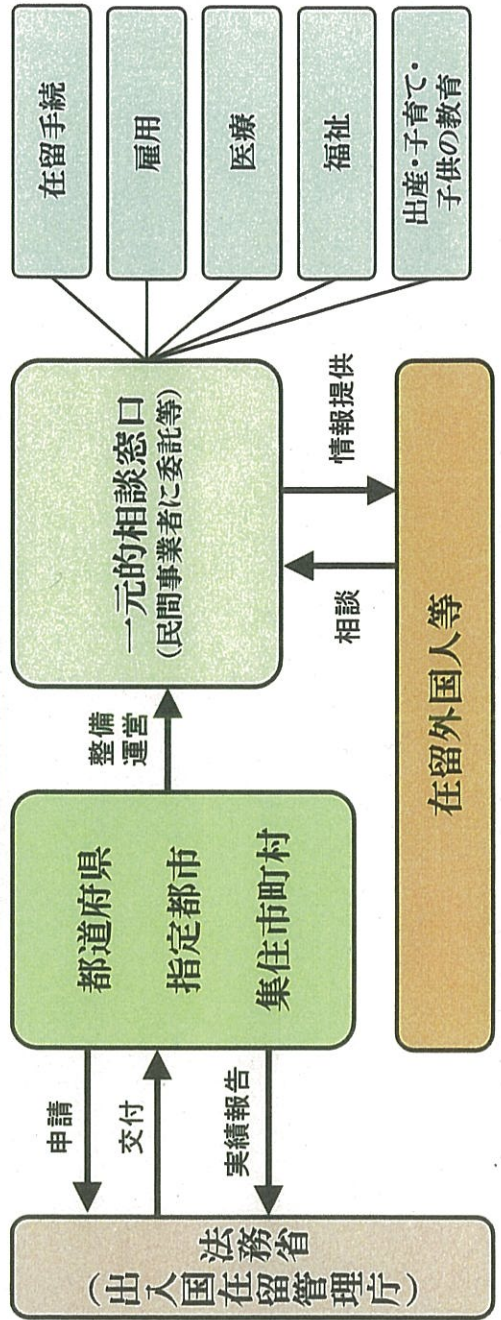 法務省
(出入国在留管理庁)
申請
交付
実績報告
都道府県
指定都市
集住市町村
整備
運営
一元的相談窓口
(民間事業者に委託等)
相談
情報提供
在留外国人等
在留手続
雇用
医療
福祉
出産・子育て・
子供の教育